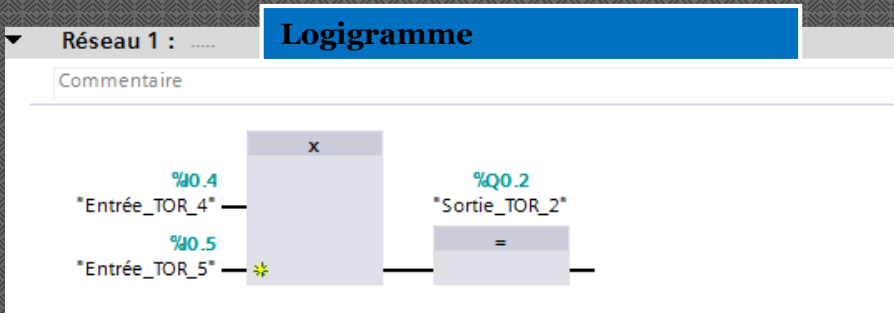 Réseau 1 : .....
Logigramme
Commentaire
x
%I0.4
"Entrée_TOR_4"
%Q0.2
"Sortie_TOR_2"
%I0.5
"Entrée_TOR_5"
=